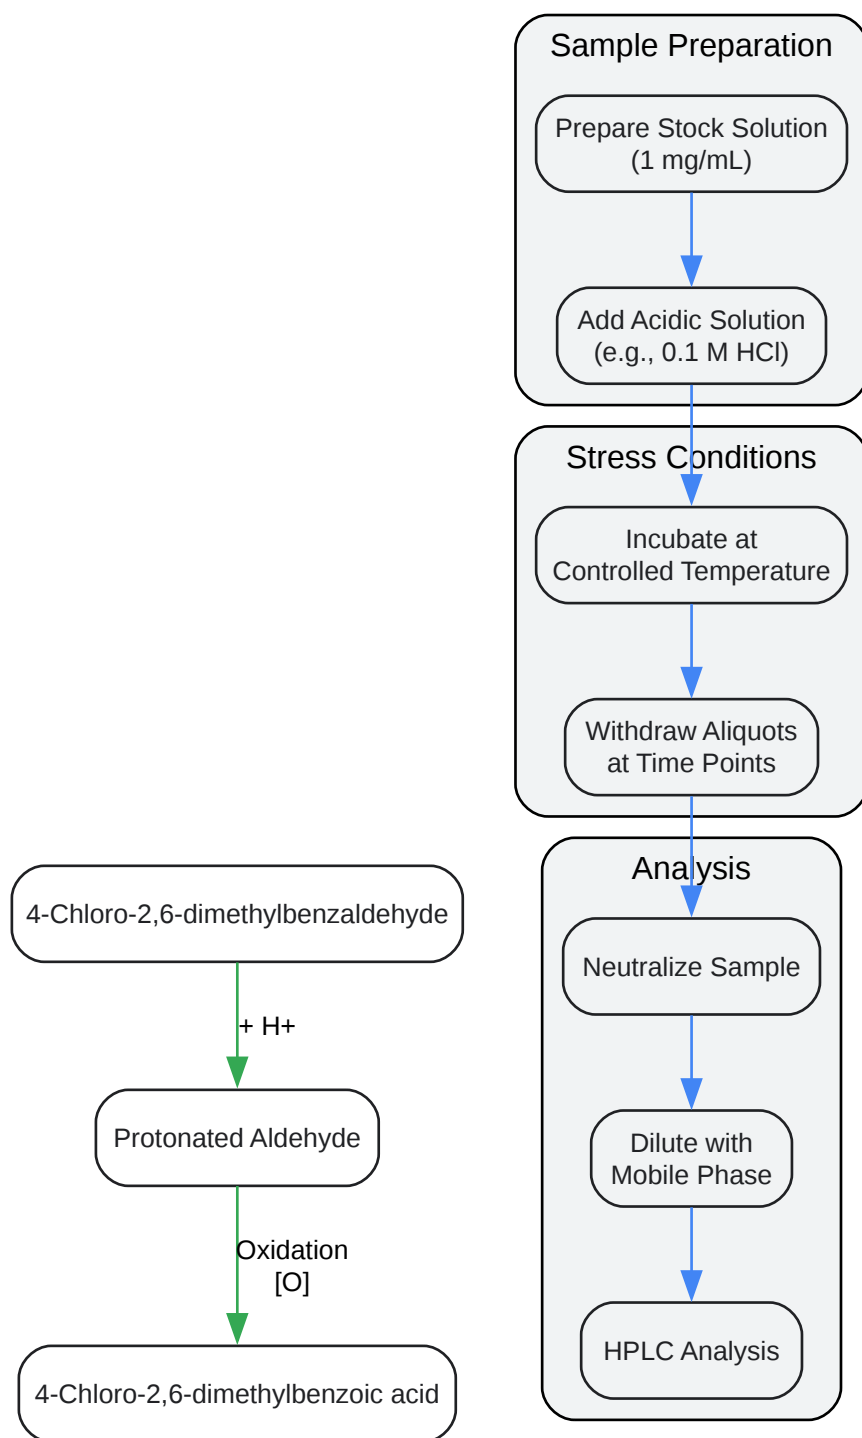 Sample Preparation
Prepare Stock Solution
(1 mg/mL)
Add Acidic Solution
(e.g., 0.1 M HCl)
Stress Conditions
Incubate at
Controlled Temperature
Withdraw Aliquots
at Time Points
Analysis
Neutralize Sample
Dilute with
Mobile Phase
HPLC Analysis
4-Chloro-2,6-dimethylbenzaldehyde
+ H+
Protonated Aldehyde
Oxidation
[O]
4-Chloro-2,6-dimethylbenzoic acid